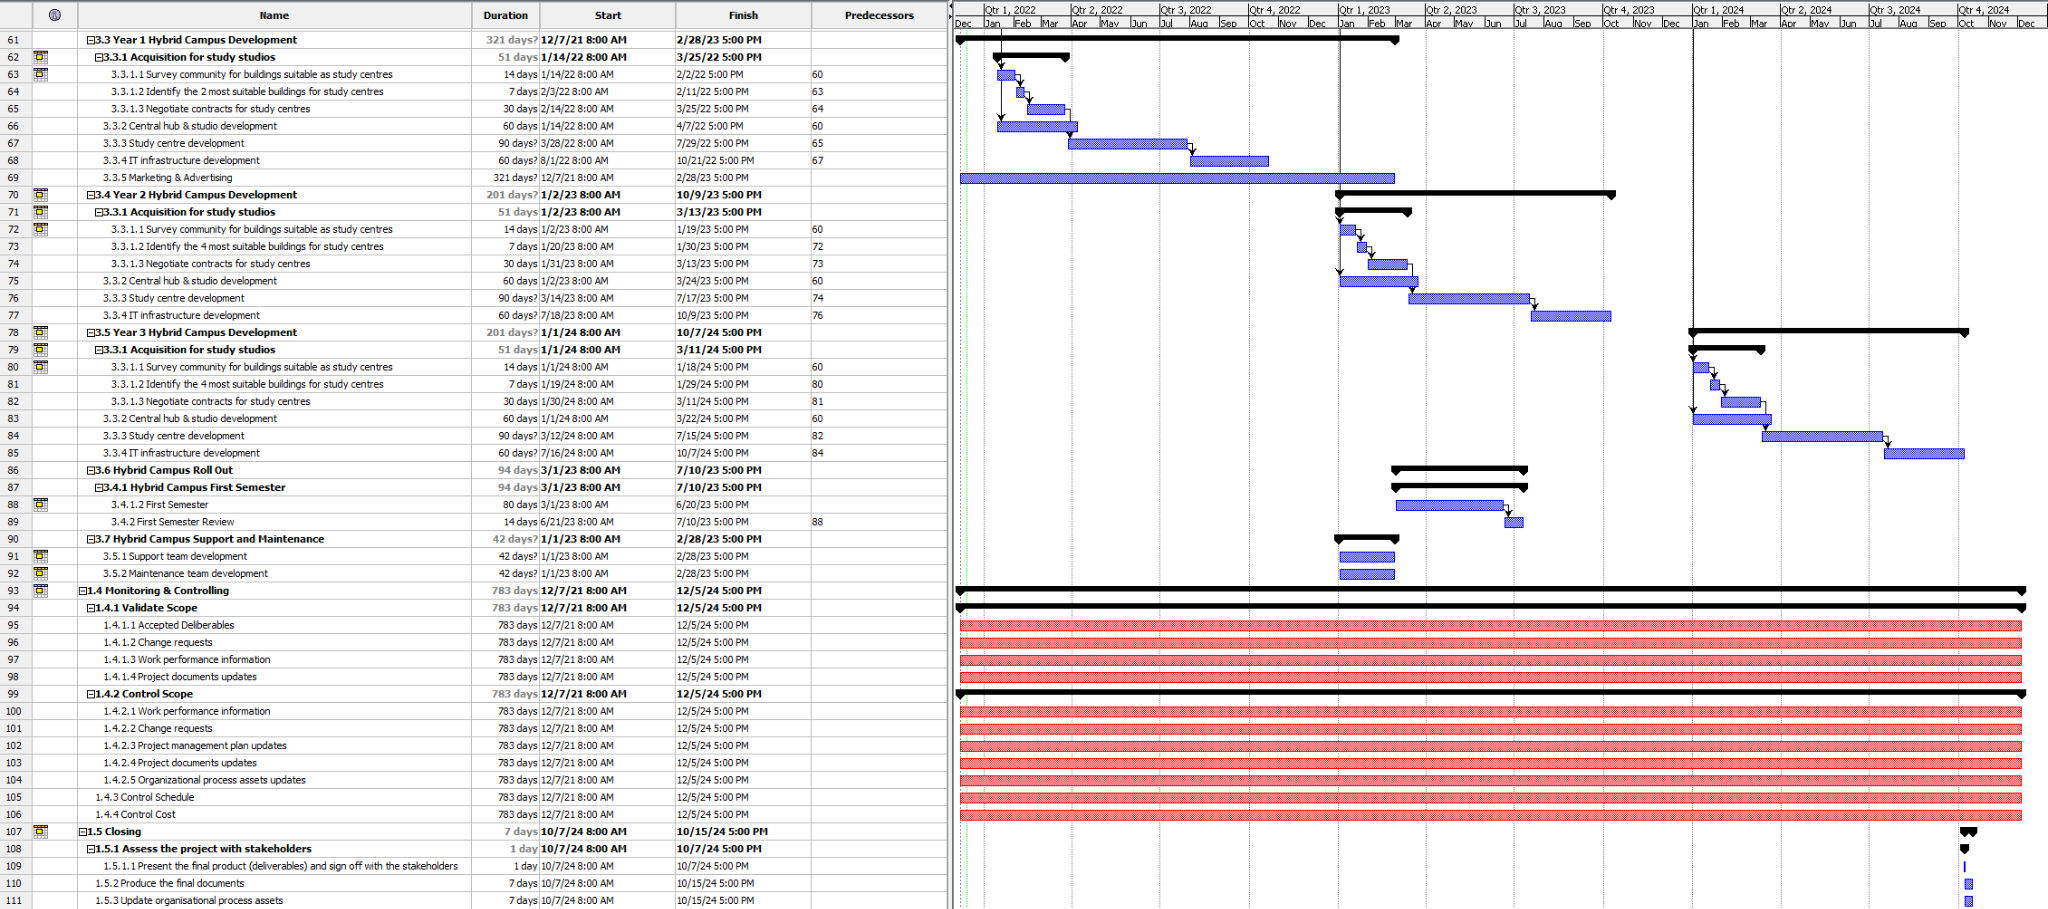 Name Duration Start Finish Predecessors
Qtr 1, 2022 Qtr 2, 2022 Qtr 3, 2022 Qtr 4, 2022 Qtr 1, 2023 Qtr 2, 2023 Qtr 3, 2023 Qtr 4, 2023 Qtr 1, 2024 Qtr 2, 2024 Qtr 3, 2024 Qtr 4, 2024
Dec Jan Feb Mar Apr May Jun Jul Aug Sep Oct Nov Dec Jan Feb Mar Apr May Jun Jul Aug Sep Oct Nov Dec Jan Feb Mar Apr May Jun Jul Aug Sep Oct Nov Dec
61 3.3 Year 1 Hybrid Campus Development 321 days? 12/7/21 8:00 AM 2/28/23 5:00 PM
62 3.3.1 Acquisition for study studios 51 days 1/14/22 8:00 AM 3/25/22 5:00 PM
63 3.3.1.1 Survey community for buildings suitable as study centres 14 days 1/14/22 8:00 AM 2/2/22 5:00 PM 60
64 3.3.1.2 Identify the 2 most suitable buildings for study centres 7 days 2/3/22 8:00 AM 2/11/22 5:00 PM 63
65 3.3.1.3 Negotiate contracts for study centres 30 days 2/14/22 8:00 AM 3/25/22 5:00 PM 64
66 3.3.2 Central hub & studio development 60 days 1/14/22 8:00 AM 4/7/22 5:00 PM 60
67 3.3.3 Study centre development 90 days? 3/28/22 8:00 AM 7/29/22 5:00 PM 65
68 3.3.4 IT infrastructure development 60 days? 8/1/22 8:00 AM 10/21/22 5:00 PM 67
69 3.3.5 Marketing & Advertising 321 days? 12/7/21 8:00 AM 2/28/23 5:00 PM
70 3.4 Year 2 Hybrid Campus Development 201 days? 1/2/23 8:00 AM 10/9/23 5:00 PM
71 3.3.1 Acquisition for study studios 51 days 1/2/23 8:00 AM 3/13/23 5:00 PM
72 3.3.1.1 Survey community for buildings suitable as study centres 14 days 1/2/23 8:00 AM 1/19/23 5:00 PM 60
73 3.3.1.2 Identify the 4 most suitable buildings for study centres 7 days 1/20/23 8:00 AM 1/30/23 5:00 PM 72
74 3.3.1.3 Negotiate contracts for study centres 30 days 1/31/23 8:00 AM 3/13/23 5:00 PM 73
75 3.3.2 Central hub & studio development 60 days 1/2/23 8:00 AM 3/24/23 5:00 PM 60
76 3.3.3 Study centre development 90 days? 3/14/23 8:00 AM 7/17/23 5:00 PM 74
77 3.3.4 IT infrastructure development 60 days? 7/18/23 8:00 AM 10/9/23 5:00 PM 76
78 3.5 Year 3 Hybrid Campus Development 201 days? 1/1/24 8:00 AM 10/7/24 5:00 PM
79 3.3.1 Acquisition for study studios 51 days 1/1/24 8:00 AM 3/11/24 5:00 PM
80 3.3.1.1 Survey community for buildings suitable as study centres 14 days 1/1/24 8:00 AM 1/18/24 5:00 PM 60
81 3.3.1.2 Identify the 4 most suitable buildings for study centres 7 days 1/19/24 8:00 AM 1/29/24 5:00 PM 80
82 3.3.1.3 Negotiate contracts for study centres 30 days 1/30/24 8:00 AM 3/11/24 5:00 PM 81
83 3.3.2 Central hub & studio development 60 days 1/1/24 8:00 AM 3/22/24 5:00 PM 60
84 3.3.3 Study centre development 90 days? 3/12/24 8:00 AM 7/15/24 5:00 PM 82
85 3.3.4 IT infrastructure development 60 days? 7/16/24 8:00 AM 10/7/24 5:00 PM 84
86 3.6 Hybrid Campus Roll Out 94 days 3/1/23 8:00 AM 7/10/23 5:00 PM
87 3.4.1 Hybrid Campus First Semester 94 days 3/1/23 8:00 AM 7/10/23 5:00 PM
88 3.4.1.2 First Semester 80 days 3/1/23 8:00 AM 6/20/23 5:00 PM
89 3.4.2 First Semester Review 14 days 6/21/23 8:00 AM 7/10/23 5:00 PM 88
90 3.7 Hybrid Campus Support and Maintenance 42 days? 1/1/23 8:00 AM 2/28/23 5:00 PM
91 3.5.1 Support team development 42 days? 1/1/23 8:00 AM 2/28/23 5:00 PM
92 3.5.2 Maintenance team development 42 days? 1/1/23 8:00 AM 2/28/23 5:00 PM
93 1.4 Monitoring & Controlling 783 days 12/7/21 8:00 AM 12/5/24 5:00 PM
94 1.4.1 Validate Scope 783 days 12/7/21 8:00 AM 12/5/24 5:00 PM
95 1.4.1.1 Accepted Deliverables 783 days 12/7/21 8:00 AM 12/5/24 5:00 PM
96 1.4.1.2 Change requests 783 days 12/7/21 8:00 AM 12/5/24 5:00 PM
97 1.4.1.3 Work performance information 783 days 12/7/21 8:00 AM 12/5/24 5:00 PM
98 1.4.1.4 Project documents updates 783 days 12/7/21 8:00 AM 12/5/24 5:00 PM
99 1.4.2 Control Scope 783 days 12/7/21 8:00 AM 12/5/24 5:00 PM
100 1.4.2.1 Work performance information 783 days 12/7/21 8:00 AM 12/5/24 5:00 PM
101 1.4.2.2 Change requests 783 days 12/7/21 8:00 AM 12/5/24 5:00 PM
102 1.4.2.3 Project management plan updates 783 days 12/7/21 8:00 AM 12/5/24 5:00 PM
103 1.4.2.4 Project documents updates 783 days 12/7/21 8:00 AM 12/5/24 5:00 PM
104 1.4.2.5 Organizational process assets updates 783 days 12/7/21 8:00 AM 12/5/24 5:00 PM
105 1.4.3 Control Schedule 783 days 12/7/21 8:00 AM 12/5/24 5:00 PM
106 1.4.4 Control Cost 783 days 12/7/21 8:00 AM 12/5/24 5:00 PM
107 1.5 Closing 7 days 10/7/24 8:00 AM 10/15/24 5:00 PM
108 1.5.1 Assess the project with stakeholders 1 day 10/7/24 8:00 AM 10/7/24 5:00 PM
109 1.5.1.1 Present the final product (deliverables) and sign off with the stakeholders 1 day 10/7/24 8:00 AM 10/7/24 5:00 PM
110 1.5.2 Produce the final documents 7 days 10/7/24 8:00 AM 10/15/24 5:00 PM
111 1.5.3 Update organisational process assets 7 days 10/7/24 8:00 AM 10/15/24 5:00 PM